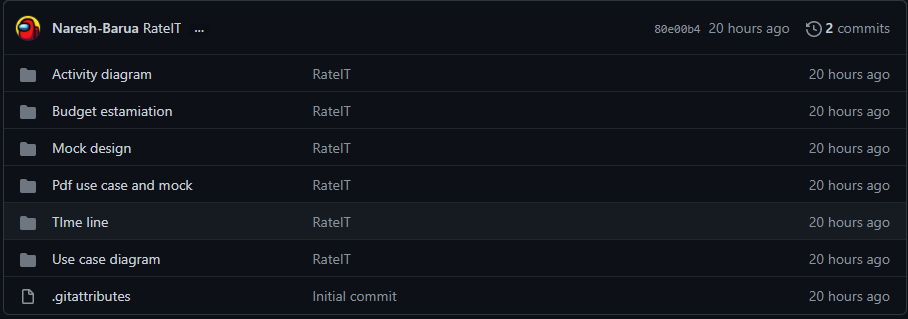 Naresh-Barua RateIT ... 80e00b4 20 hours ago 2 commits
Activity diagram RateIT 20 hours ago
Budget estamiation RateIT 20 hours ago
Mock design RateIT 20 hours ago
Pdf use case and mock RateIT 20 hours ago
TIme line RateIT 20 hours ago
Use case diagram RateIT 20 hours ago
.gitattributes Initial commit 20 hours ago